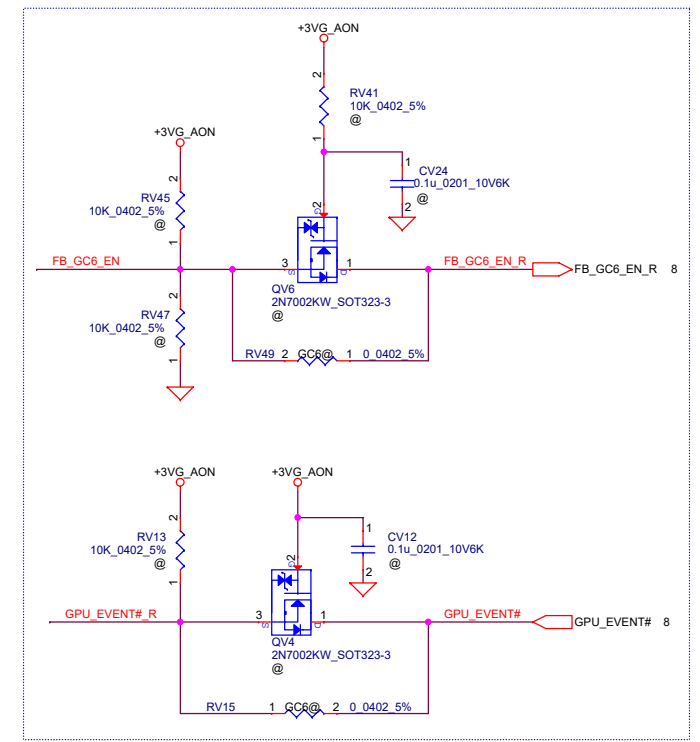 +3VG_AON
2
RV41
10K_0402_5%
@
1
+3VG_AON
1
CV24
0.1u_0201_10V6K
@
2
2
RV45
10K_0402_5%
@
1
2
G
FB_GC6_EN
3
S
1
D
FB_GC6_EN_R
FB_GC6_EN_R 8
QV6
2N7002KW_SOT323-3
@
2
RV47
10K_0402_5%
@
1
RV49 2 GC6@ 1 0_0402_5%
+3VG_AON
+3VG_AON
2
RV13
10K_0402_5%
@
1
1
CV12
0.1u_0201_10V6K
@
2
2
G
GPU_EVENT#_R
3
S
1
D
GPU_EVENT#
GPU_EVENT# 8
QV4
2N7002KW_SOT323-3
@
RV15 1 GC6@ 2 0_0402_5%